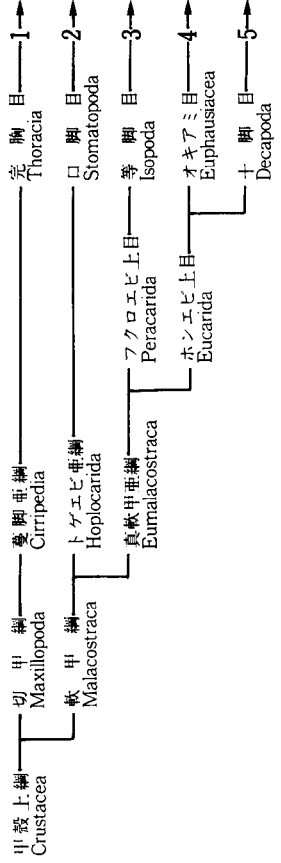 甲殻上綱
Crustacea
切甲綱
Maxillopoda
蔓脚亜綱
Cirripedia
完胸目
Thoracia
1
軟甲綱
Malacostraca
トゲエビ亜綱
Hoplocarida
口脚目
Stomatopoda
2
真軟甲亜綱
Eumalacostraca
フクロエビ上目
Peracarida
等脚目
Isopoda
3
ホンエビ上目
Eucarida
オキアミ目
Euphausiacea
4
十脚目
Decapoda
5